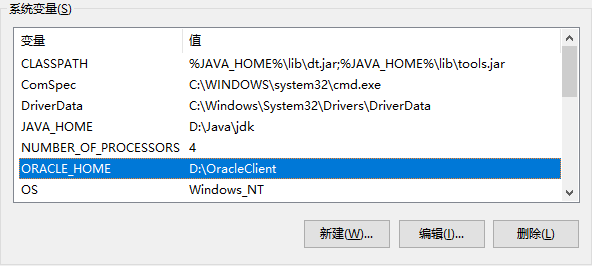 系统变量(S)
变量 值
CLASSPATH %JAVA_HOME%\lib\dt.jar;%JAVA_HOME%\lib\tools.jar
ComSpec C:\WINDOWS\system32\cmd.exe
DriverData C:\Windows\System32\Drivers\DriverData
JAVA_HOME D:\Java\jdk
NUMBER_OF_PROCESSORS 4
ORACLE_HOME D:\OracleClient
OS Windows_NT
新建(W)... 编辑(I)... 删除(L)